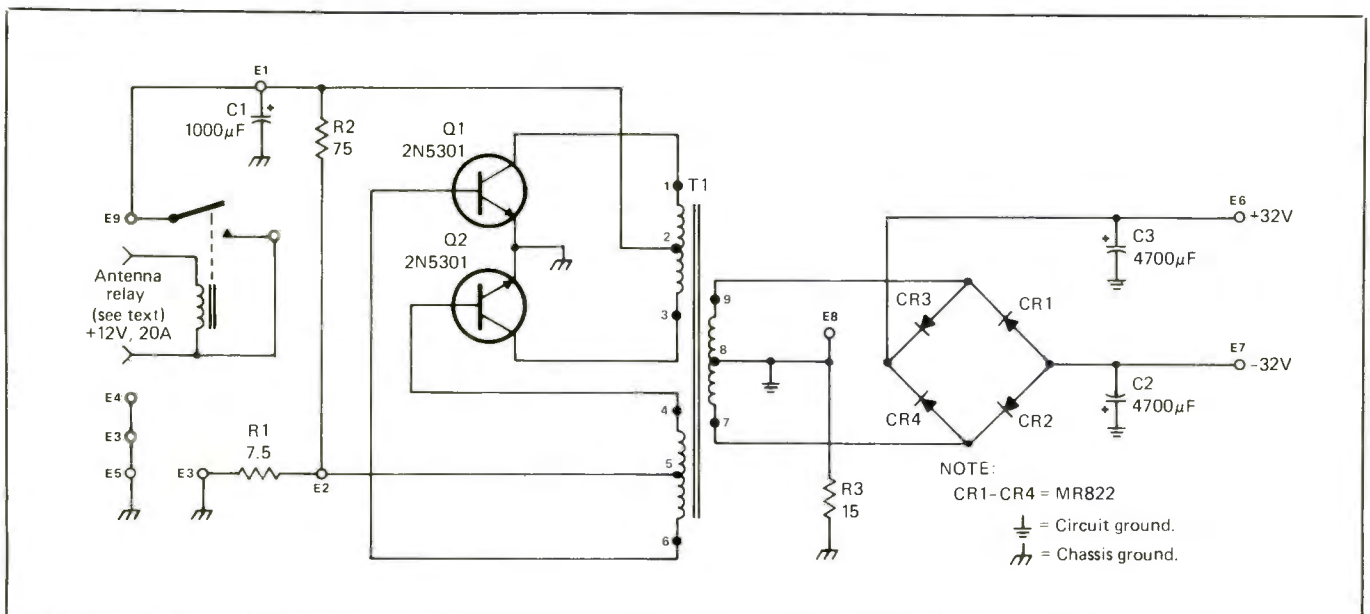 E1
C1
1000µF
+
R2
75
Q1
2N5301
Q2
2N5301
E9
Antenna
relay
(see text)
+12V, 20A
E4
E3
E5
E3
R1
7.5
E2
1
T1
2
3
4
5
6
9
8
7
E8
R3
15
CR3
CR1
CR4
CR2
E6
+32V
+
C3
4700µF
E7
-32V
C2
4700µF
+
NOTE:
CR1-CR4 = MR822
= Circuit ground.
= Chassis ground.